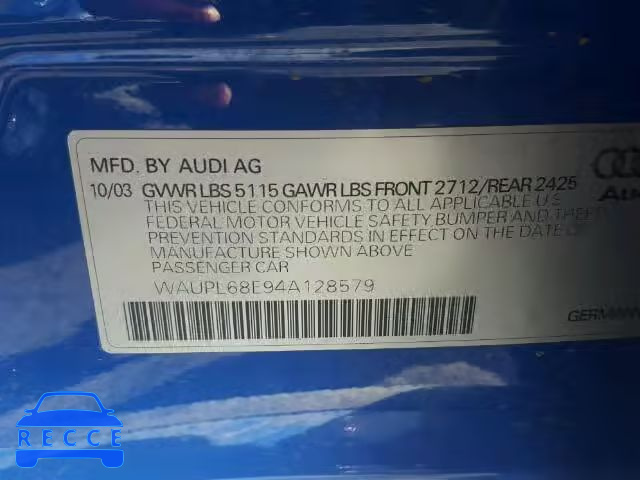 MFD. BY AUDI AG
10/03 GVWR LBS 5115 GAWR LBS FRONT 2712/REAR 2425
THIS VEHICLE CONFORMS TO ALL APPLICABLE U.S
FEDERAL MOTOR VEHICLE SAFETY BUMPER AND THEFT
PREVENTION STANDARDS IN EFFECT ON THE DATE
MANUFACTURE SHOWN ABOVE
PASSENGER CAR
WAUPL68E94A128579
GERMANY
RECCE